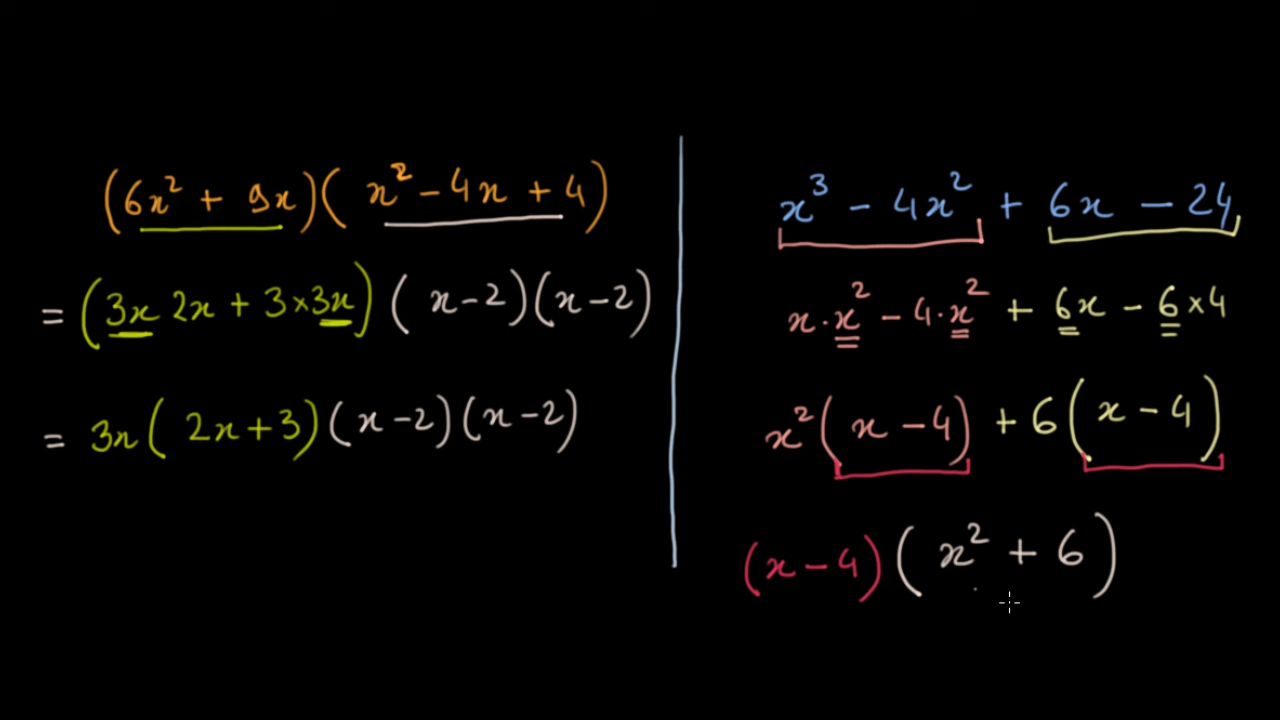 (6x² + 9x)(x² - 4x + 4)
= (3x 2x + 3×3x)(x-2)(x-2)
= 3x(2x+3)(x-2)(x-2)
x³ - 4x² + 6x - 24
x·x² - 4·x² + 6x - 6×4
x²(x-4) + 6(x-4)
(x-4)(x² + 6)